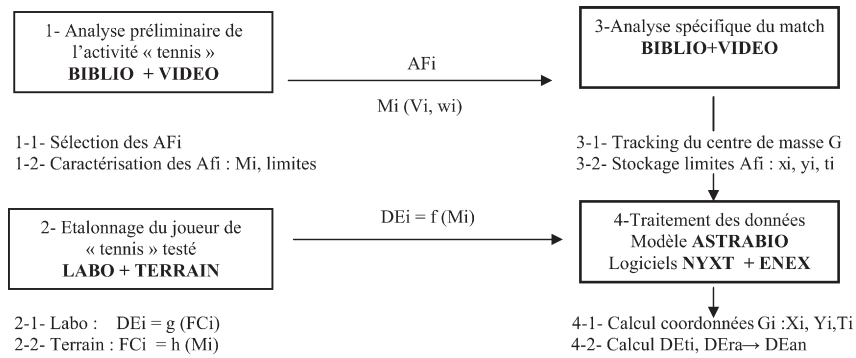 1- Analyse préliminaire de
l'activité « tennis »
BIBLIO + VIDEO
AFi
Mi (Vi, wi)
3-Analyse spécifique du match
BIBLIO+VIDEO
1-1- Sélection des AFi
1-2- Caractérisation des Afi : Mi, limites
3-1- Tracking du centre de masse G
3-2- Stockage limites Afi : xi, yi, ti
2- Etalonnage du joueur de
« tennis » testé
LABO + TERRAIN
DEi = f (Mi)
4-Traitement des données
Modèle ASTRABIO
Logiciels NYXT + ENEX
2-1- Labo : DEi = g (FCi)
2-2- Terrain : FCi = h (Mi)
4-1- Calcul coordonnées Gi :Xi, Yi,Ti
4-2- Calcul DEti, DEra→ DEan